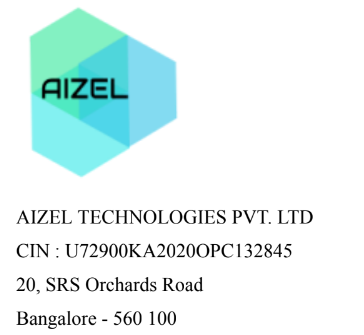 AIZEL
AIZEL TECHNOLOGIES PVT. LTD
CIN : U72900KA2020OPC132845
20, SRS Orchards Road
Bangalore - 560 100